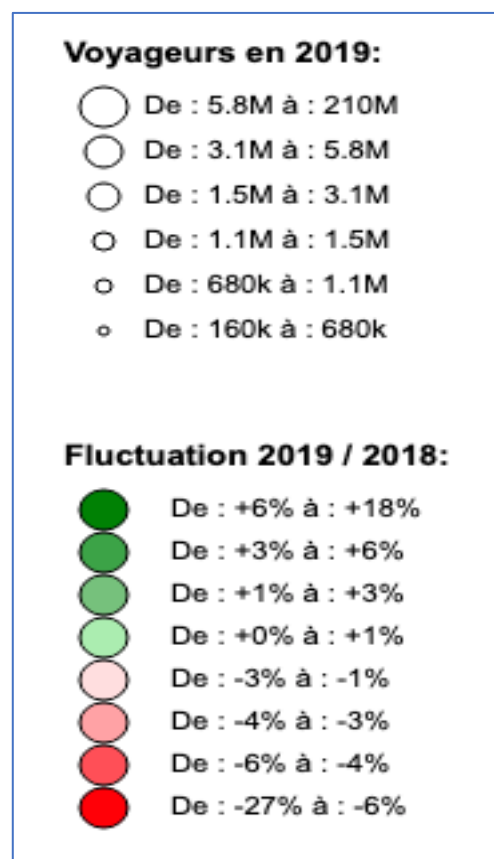 Voyageurs en 2019:
De : 5.8M à : 210M
De : 3.1M à : 5.8M
De : 1.5M à : 3.1M
De : 1.1M à : 1.5M
De : 680k à : 1.1M
De : 160k à : 680k
Fluctuation 2019 / 2018:
De : +6% à : +18%
De : +3% à : +6%
De : +1% à : +3%
De : +0% à : +1%
De : -3% à : -1%
De : -4% à : -3%
De : -6% à : -4%
De : -27% à : -6%